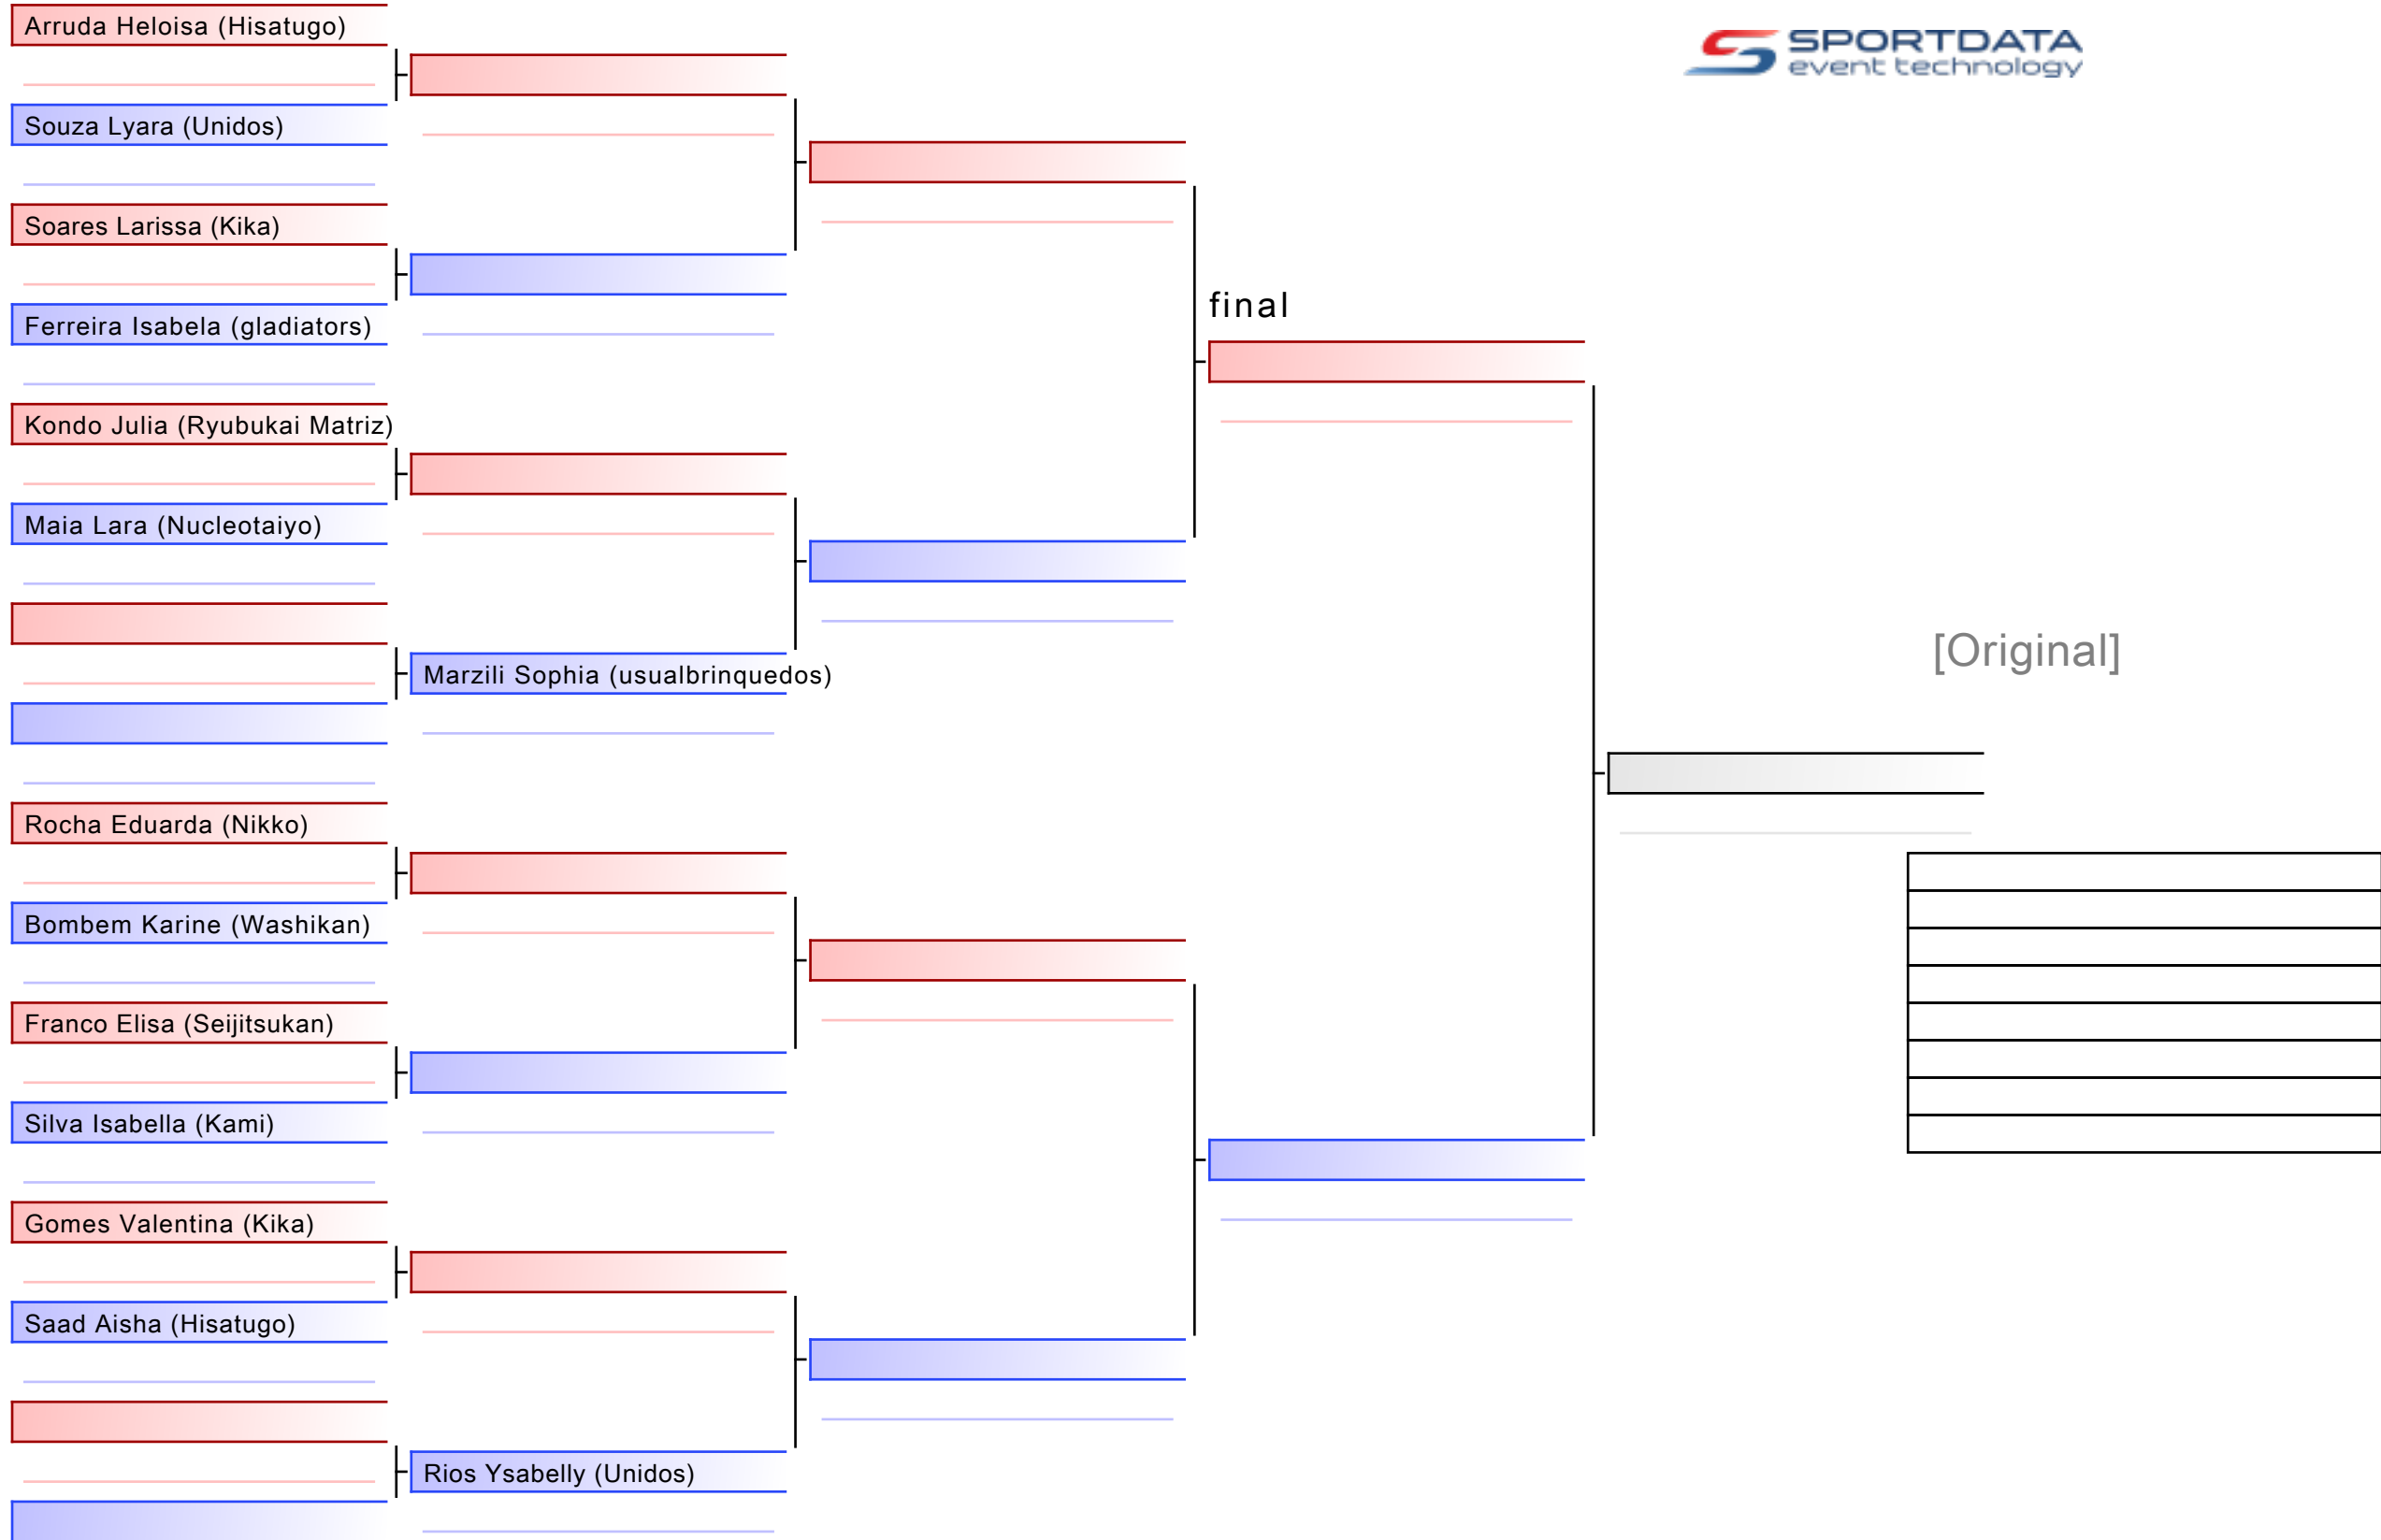 Arruda Heloisa (Hisatugo)
SPORTDATA
event technology
Souza Lyara (Unidos)
Soares Larissa (Kika)
final
Ferreira Isabela (gladiators)
Kondo Julia (Ryubukai Matriz)
Maia Lara (Nucleotaiyo)
[Original]
Marzili Sophia (usualbrinquedos)
Rocha Eduarda (Nikko)
Bombem Karine (Washikan)
Franco Elisa (Seijitsukan)
Silva Isabella (Kami)
Gomes Valentina (Kika)
Saad Aisha (Hisatugo)
Rios Ysabelly (Unidos)